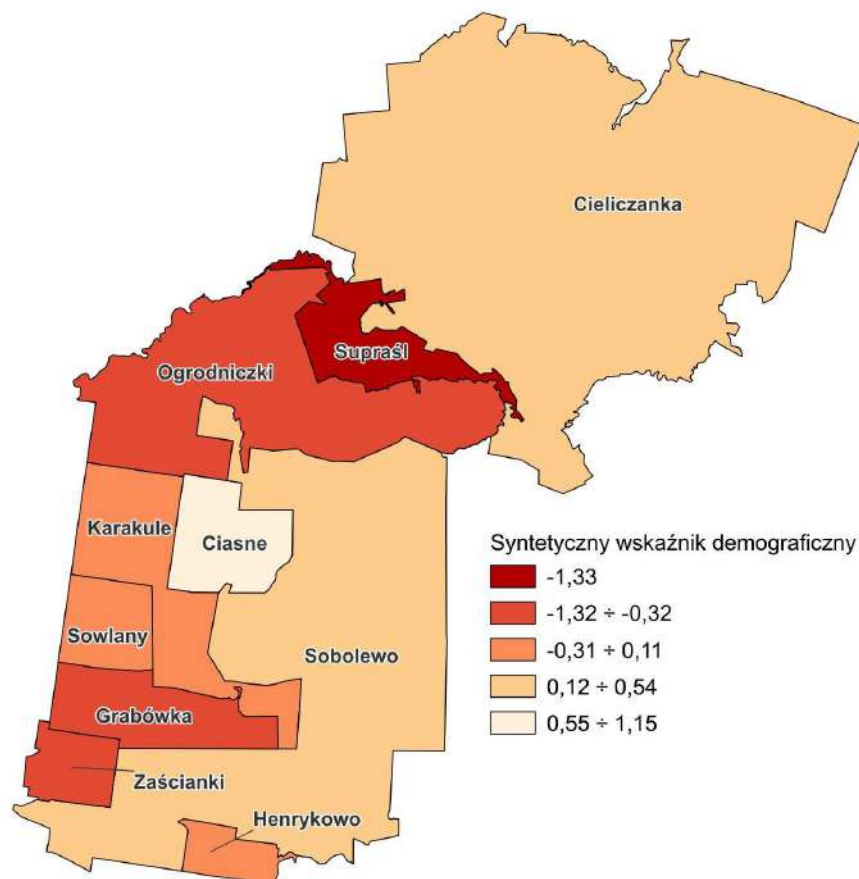 Cieliczanka
Supraśl
Ogrodniczki
Karakule
Ciasne
Sowlany
Sobolewo
Grabówka
Zaścianki
Henrykowo
Syntetyczny wskaźnik demograficzny
-1,33
-1,32 ÷ -0,32
-0,31 ÷ 0,11
0,12 ÷ 0,54
0,55 ÷ 1,15